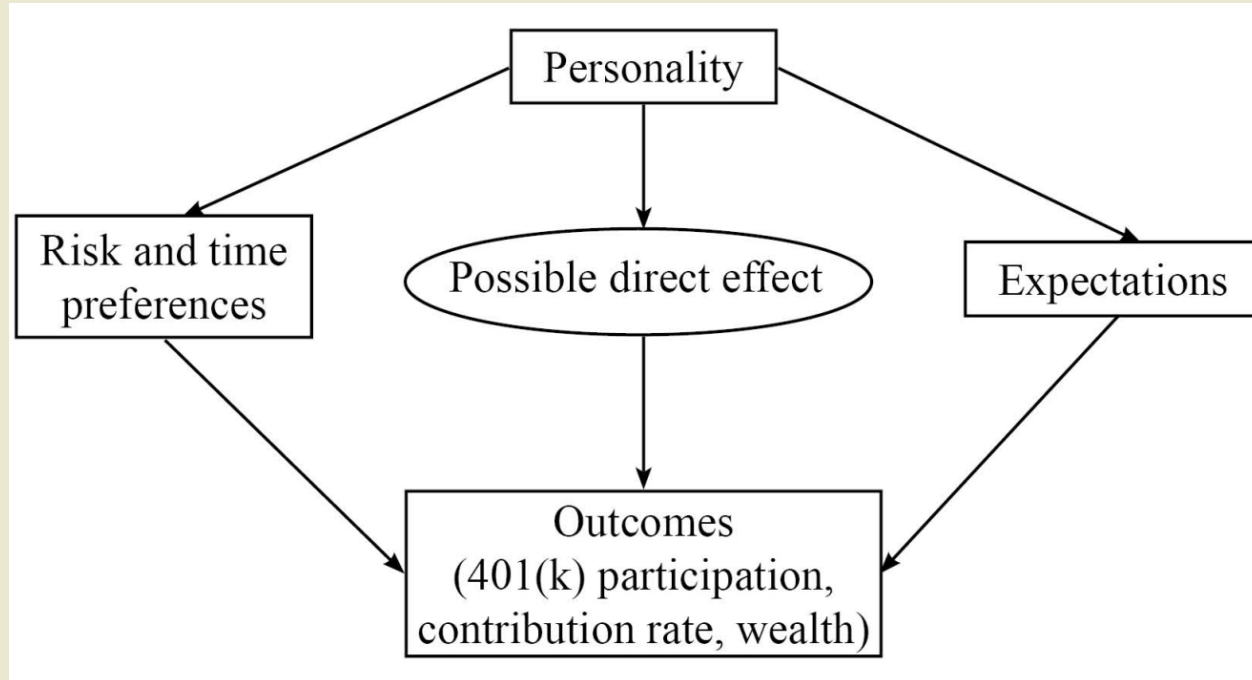 Personality
Risk and time
preferences
Possible direct effect
Expectations
Outcomes
(401(k) participation,
contribution rate, wealth)